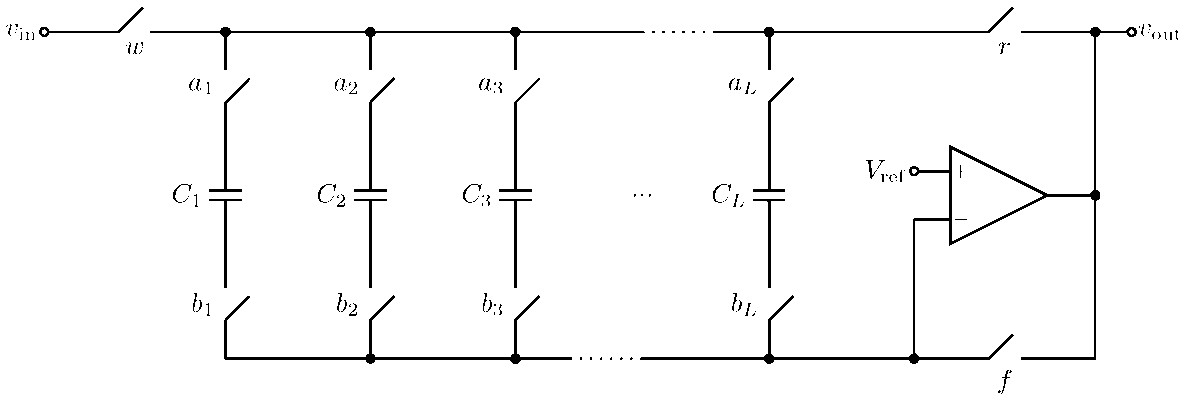 v_in w r v_out
a_1 a_2 a_3 a_L
V_ref +
C_1 C_2 C_3 ... C_L
−
b_1 b_2 b_3 b_L
f